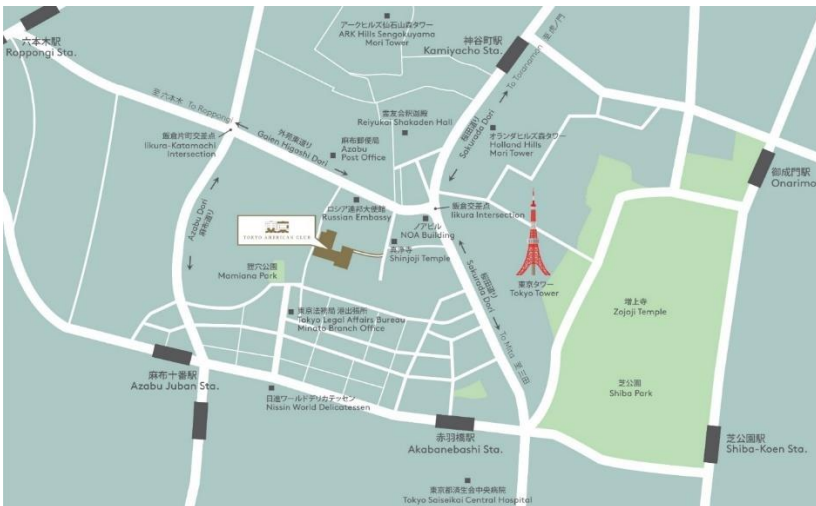 アークヒルズ仙石山森タワー
ARK Hills Sengokuyama
Mori Tower
六本木駅
Roppongi Sta.
神谷町駅
Kamiyacho Sta.
至 虎ノ門
To Toranomon
至 六本木 To Roppongi
外苑東通り
Gaien Higashi Dori
霊友会釈迦殿
Reiyukai Shakaden Hall
桜田通り
Sakurada Dori
オランダヒルズ森タワー
Holland Hills
Mori Tower
飯倉片町交差点
Iikura-Katamachi
Intersection
麻布郵便局
Azabu
Post Office
御成門駅
Onarimo
Azabu Dori
麻布通り
ロシア連邦大使館
Russian Embassy
飯倉交差点
Iikura Intersection
TOKYO AMERICAN CLUB
ノアビル
NOA Building
真浄寺
Shinjoji Temple
狸穴公園
Mamiana Park
桜田通り
Sakurada Dori
東京タワー
Tokyo Tower
増上寺
Zojoji Temple
東京法務局 港出張所
Tokyo Legal Affairs Bureau
Minato Branch Office
To Mita 至 三田
麻布十番駅
Azabu Juban Sta.
日進ワールドデリカテッセン
Nissin World Delicatessen
芝公園
Shiba Park
赤羽橋駅
Akabanebashi Sta.
芝公園駅
Shiba-Koen Sta.
東京都済生会中央病院
Tokyo Saiseikai Central Hospital